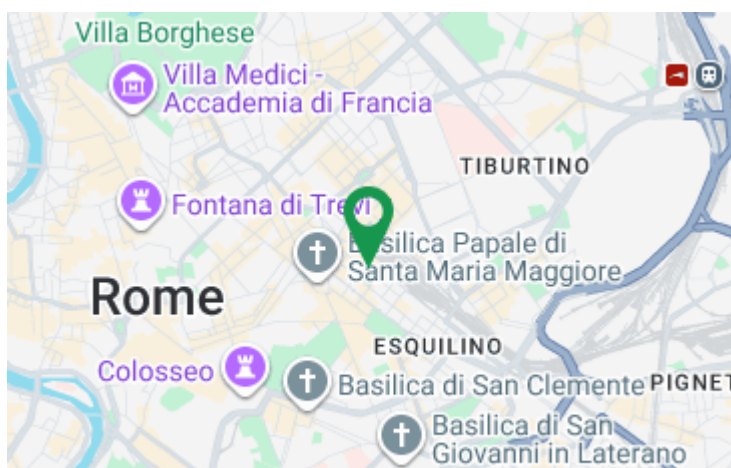 Villa Borghese
Villa Medici -
Accademia di Francia
TIBURTINO
Fontana di Trevi
Basilica Papale di
Santa Maria Maggiore
Rome
ESQUILINO
Colosseo
Basilica di San Clemente
PIGNET
Basilica di San
Giovanni in Laterano